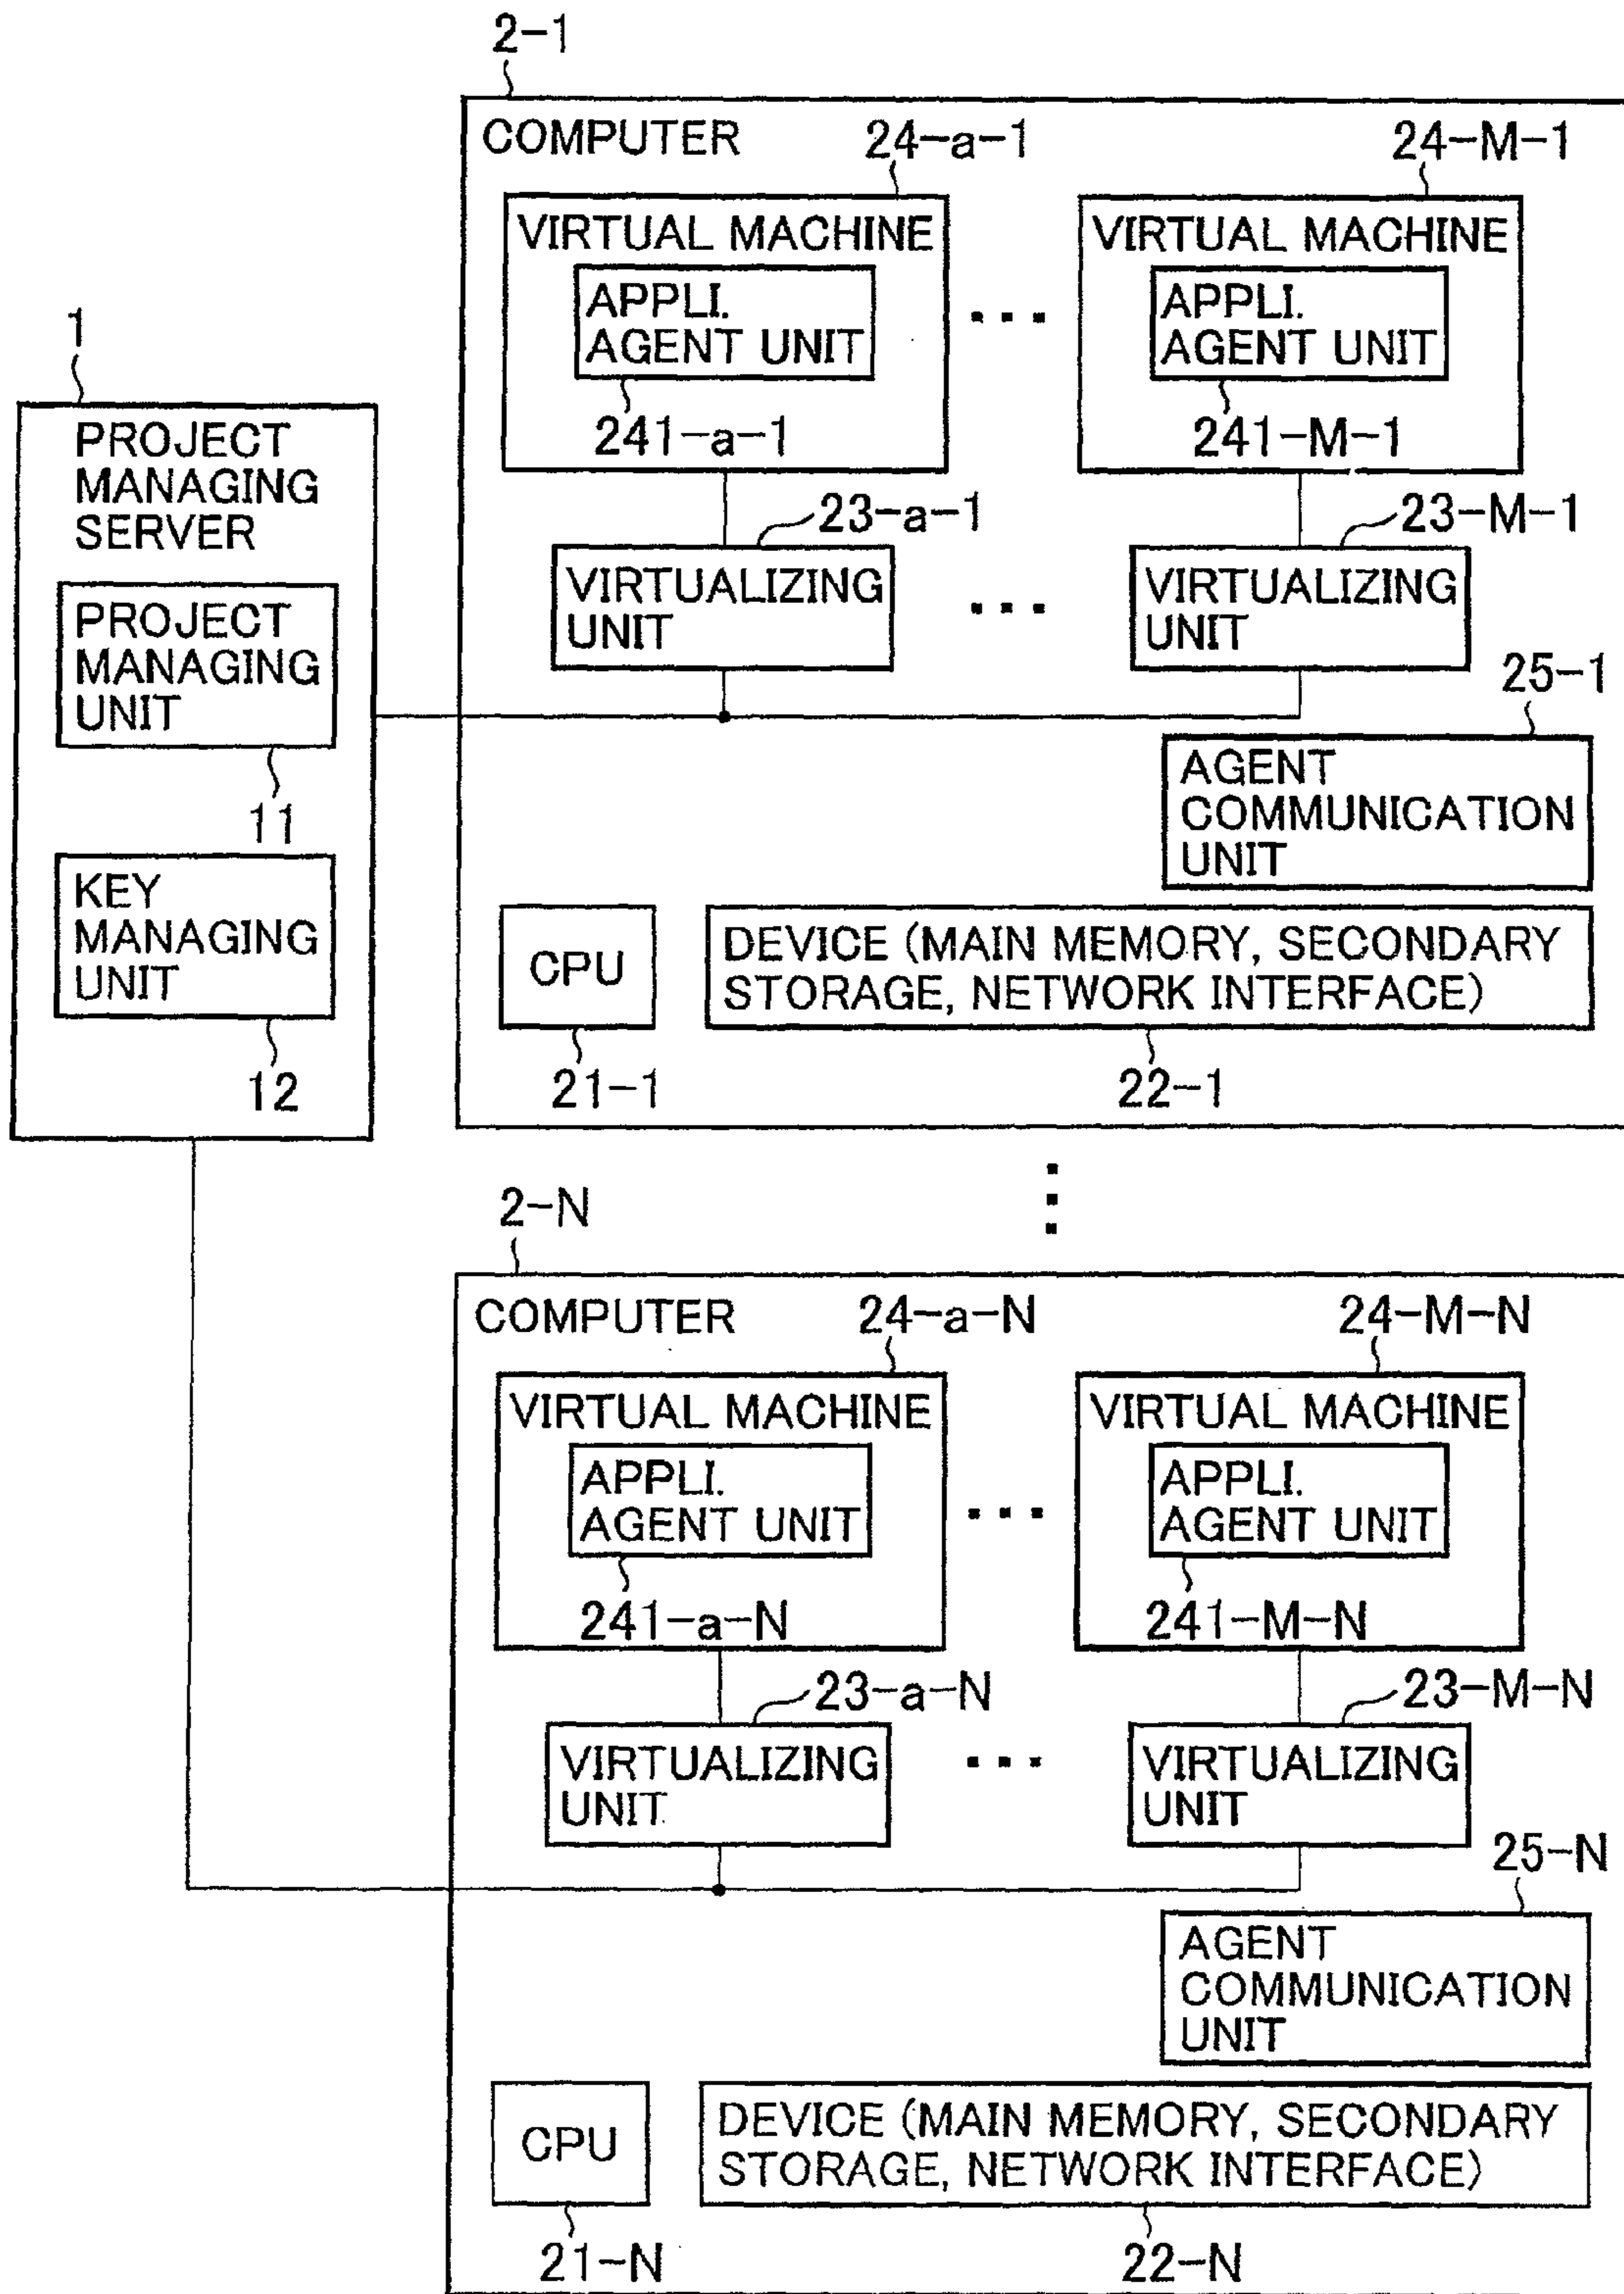 2-1
COMPUTER
24-a-1
24-M-1
VIRTUAL MACHINE
APPLI.
AGENT UNIT
241-a-1
VIRTUAL MACHINE
APPLI.
AGENT UNIT
241-M-1
1
PROJECT
MANAGING
SERVER
PROJECT
MANAGING
UNIT
11
KEY
MANAGING
UNIT
12
23-a-1
VIRTUALIZING
UNIT
23-M-1
VIRTUALIZING
UNIT
25-1
AGENT
COMMUNICATION
UNIT
CPU
21-1
DEVICE (MAIN MEMORY, SECONDARY
STORAGE, NETWORK INTERFACE)
22-1
2-N
COMPUTER
24-a-N
24-M-N
VIRTUAL MACHINE
APPLI.
AGENT UNIT
241-a-N
VIRTUAL MACHINE
APPLI.
AGENT UNIT
241-M-N
23-a-N
VIRTUALIZING
UNIT
23-M-N
VIRTUALIZING
UNIT
25-N
AGENT
COMMUNICATION
UNIT
CPU
21-N
DEVICE (MAIN MEMORY, SECONDARY
STORAGE, NETWORK INTERFACE)
22-N